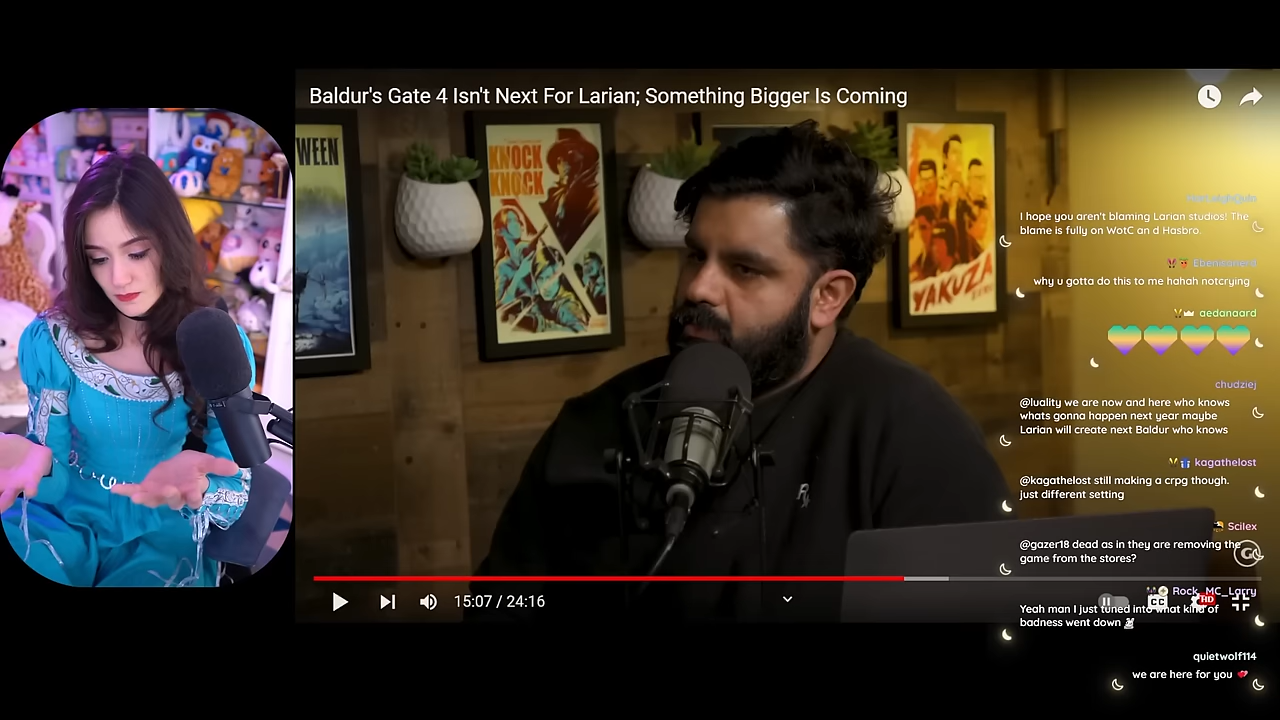 Baldur's Gate 4 Isn't Next For Larian; Something Bigger Is Coming
WEEN
KNOCK
KNOCK
YAKUZA
I hope you aren't blaming Larian studios! The
blame is fully on WotC an d Hasbro.
why u gotta do this to me hahah notcrying
aedanaard
chudziej
@luality we are now and here who knows
whats gonna happen next year maybe
Larian will create next Baldur who knows
kagathelost
@kagathelost still making a crpg though.
just different setting
Scilex
@gazer18 dead as in they are removing the
game from the stores?
Rock_MC_Larry
Yeah man I just tuned into what kind of
badness went down
quietwolf114
we are here for you
15:07 / 24:16
CC
HD